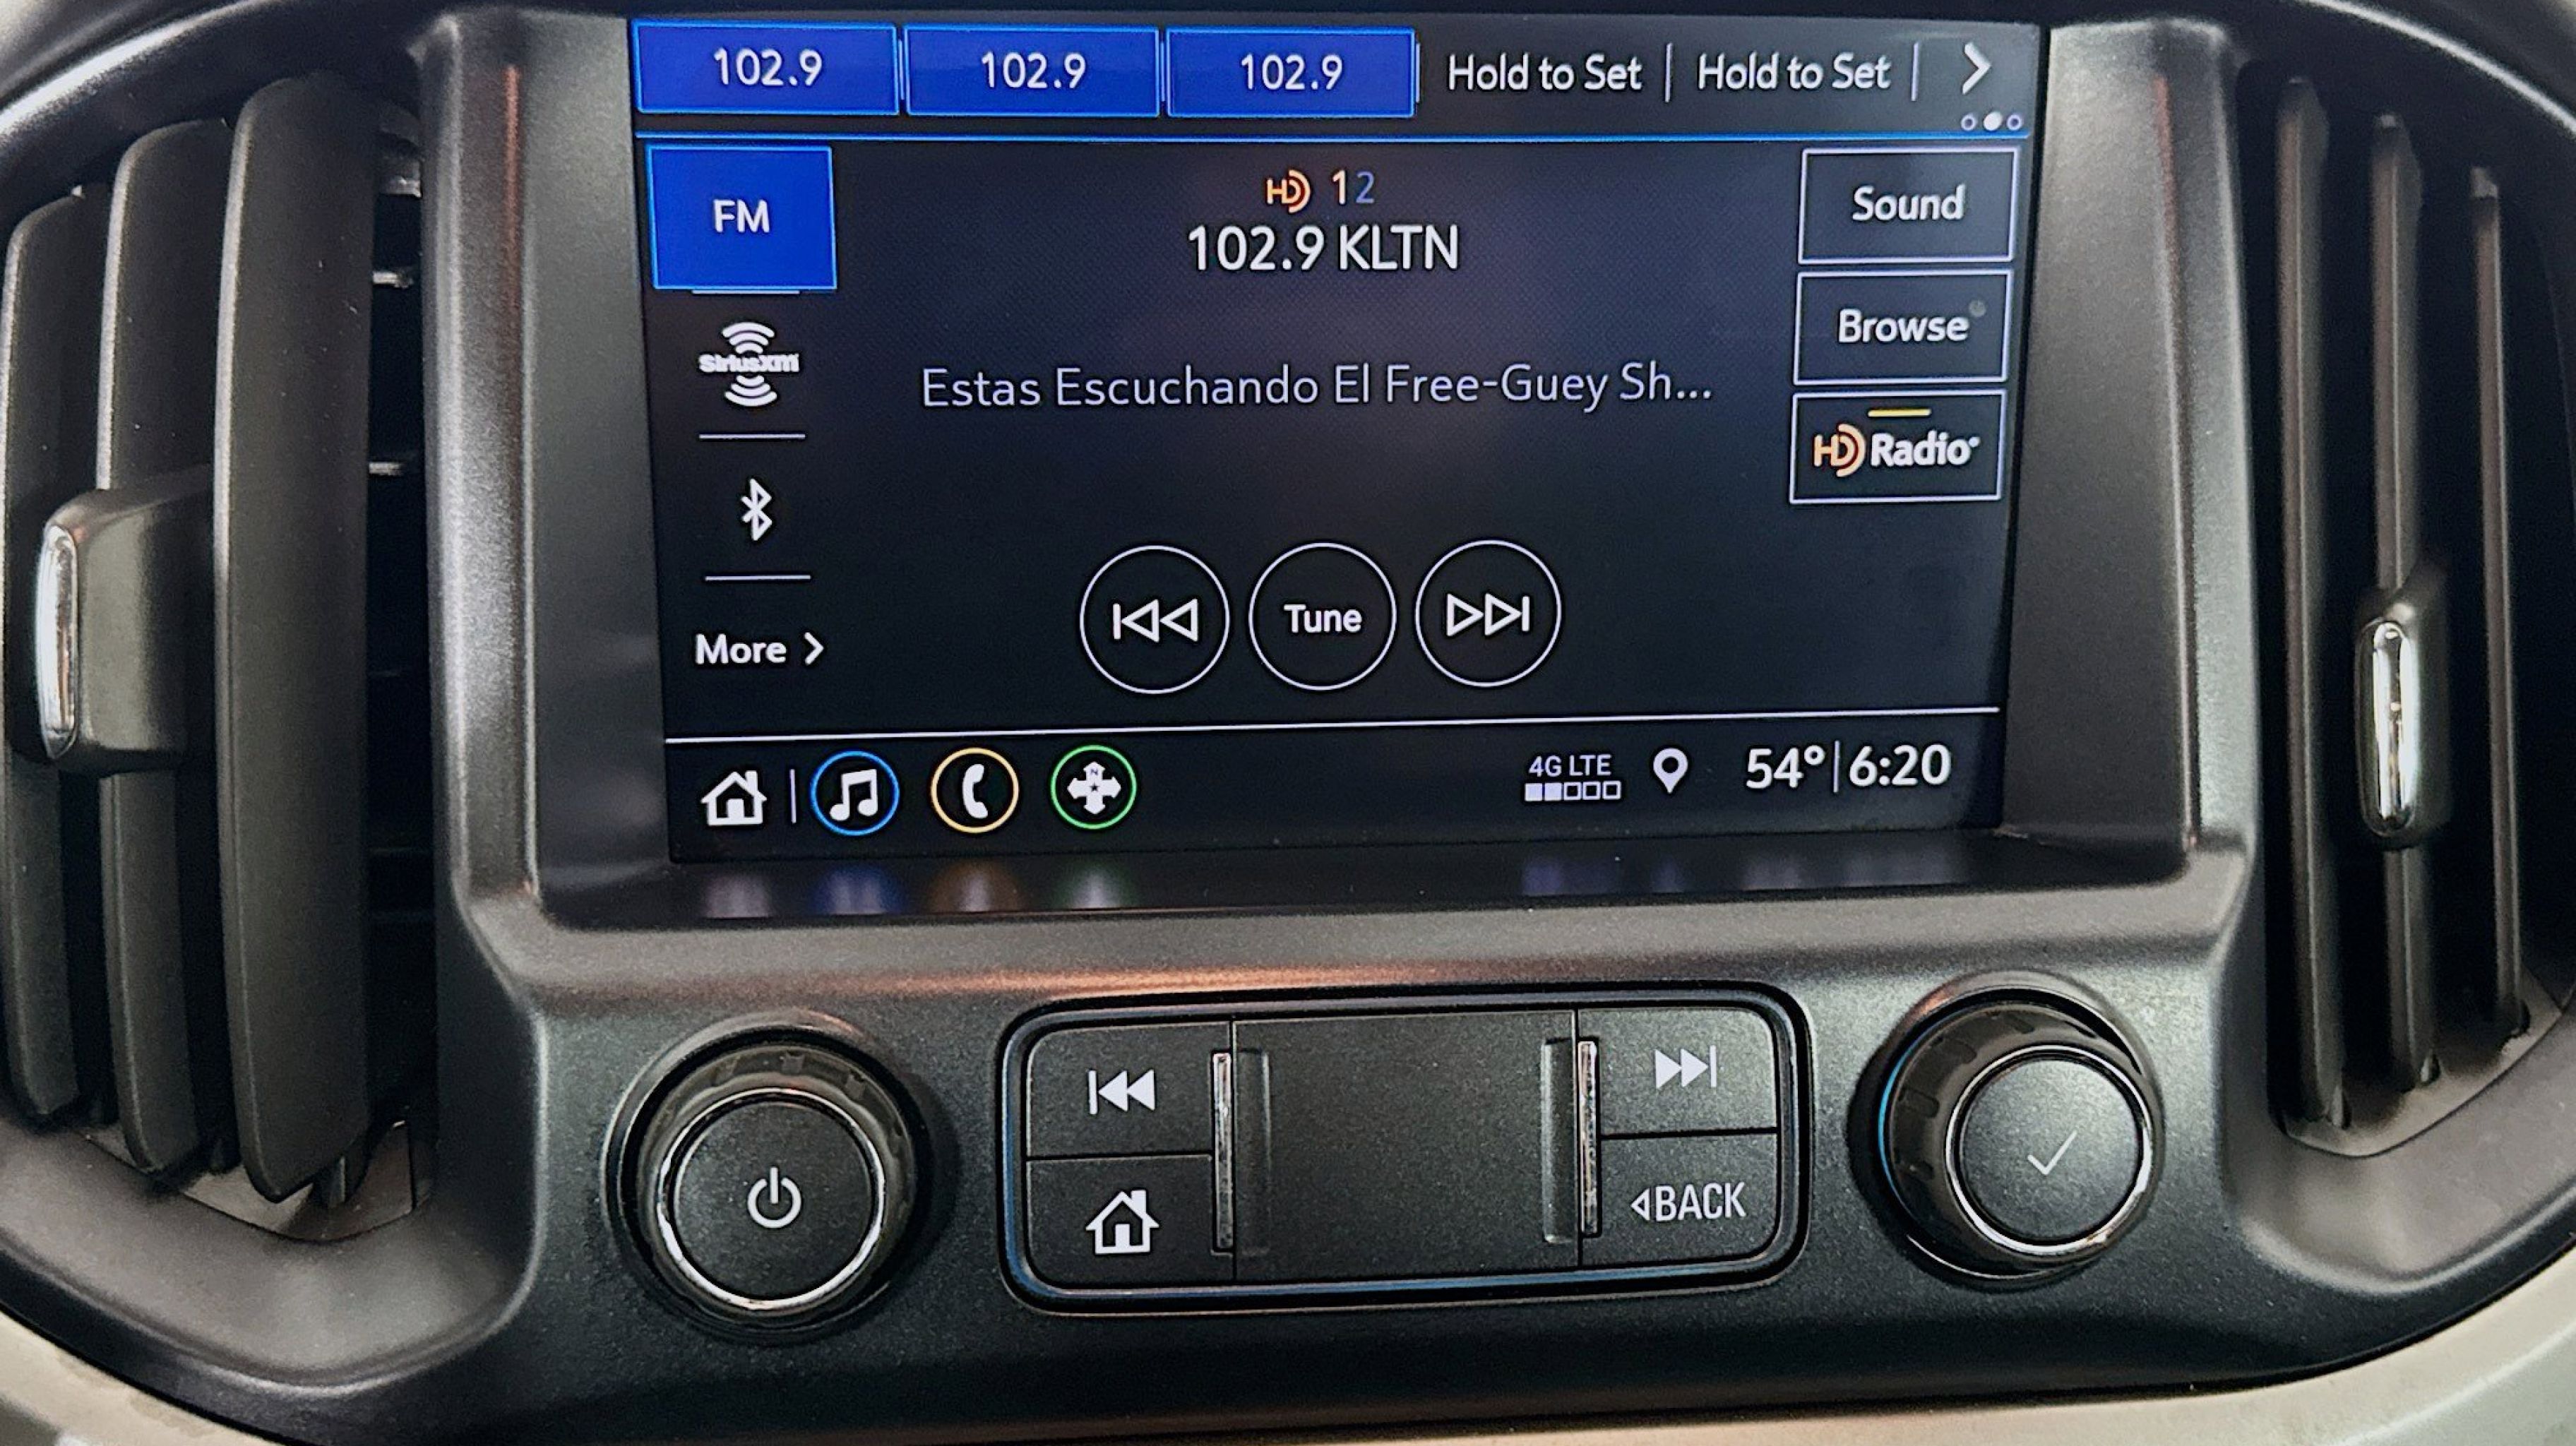 102.9 102.9 102.9 Hold to Set Hold to Set
FM
HD 1 2
102.9 KLTN
Sound
SiriusXM
Estas Escuchando El Free-Guey Sh...
Browse
HD Radio
Tune
More
4G LTE
54° 6:20
BACK